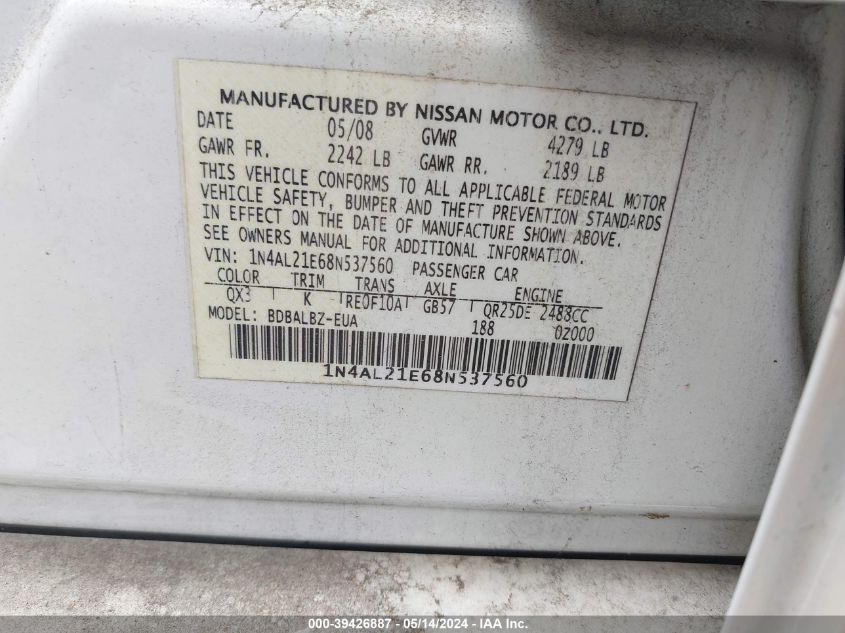 MANUFACTURED BY NISSAN MOTOR CO., LTD.
DATE 05/08 GVWR 4279 LB
GAWR FR. 2242 LB GAWR RR. 2189 LB
THIS VEHICLE CONFORMS TO ALL APPLICABLE FEDERAL MOTOR
VEHICLE SAFETY, BUMPER AND THEFT PREVENTION STANDARDS
IN EFFECT ON THE DATE OF MANUFACTURE SHOWN ABOVE.
SEE OWNERS MANUAL FOR ADDITIONAL INFORMATION.
VIN: 1N4AL21E68N537560 PASSENGER CAR
COLOR TRIM TRANS AXLE ENGINE
QX3 K RE0F10A GB57 QR25DE 2488CC
MODEL: BDBALBZ-EUA 188 0Z000
1N4AL21E68N537560
1000-39426887 - 05/14/2024 - IAA Inc.